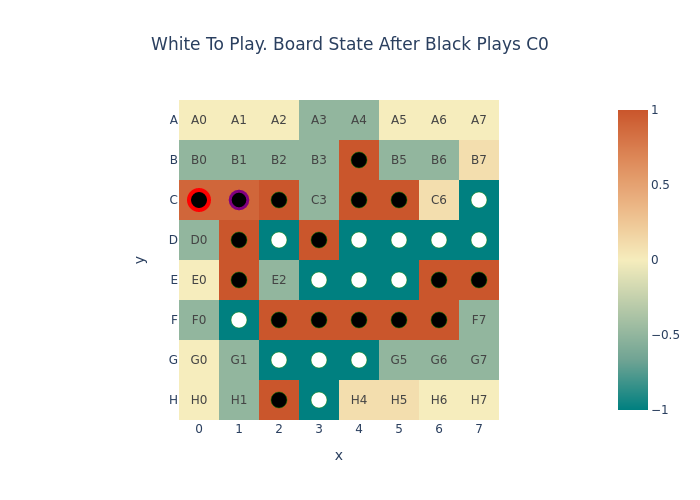 White To Play. Board State After Black Plays C0
A A0 A1 A2 A3 A4 A5 A6 A7
B B0 B1 B2 B3 B5 B6 B7
C C3 C6
D D0
E E0 E2
F F0 F7
G G0 G1 G5 G6 G7
H H0 H1 H4 H5 H6 H7
0 1 2 3 4 5 6 7
x
y
1
0.5
0
−0.5
−1